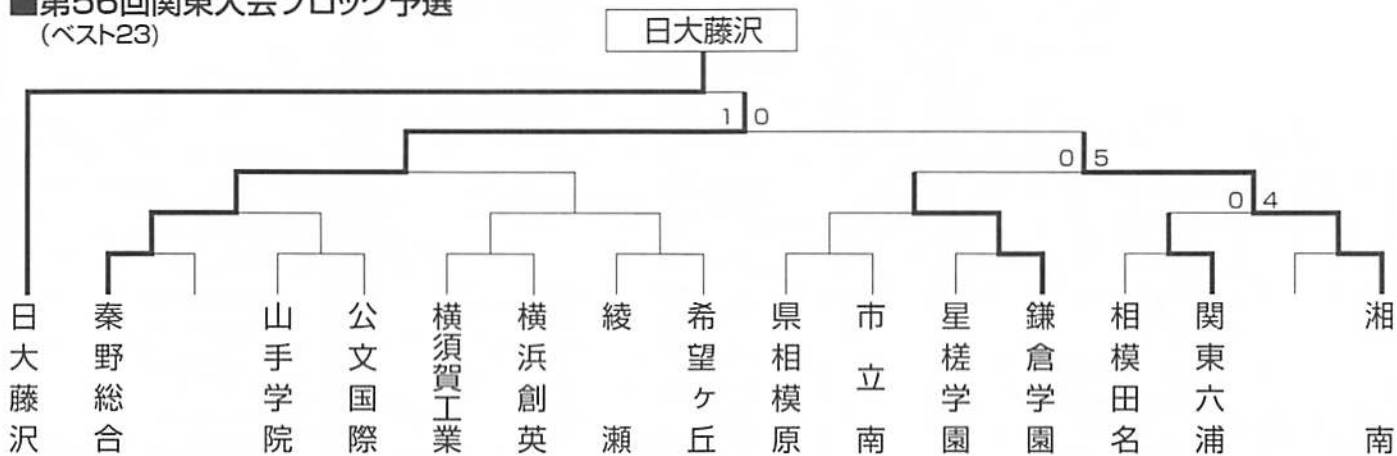 ■第56回関東大会ブロック予選
(ベスト23)
日大藤沢
1 0
0 5
0 4
日大藤沢
秦野総合
山手学院
公文国際
横須賀工業
横浜創英
綾瀬
希望ヶ丘
県相模原
市立南
星槎学園
鎌倉学園
相模田名
関東六浦
湘南